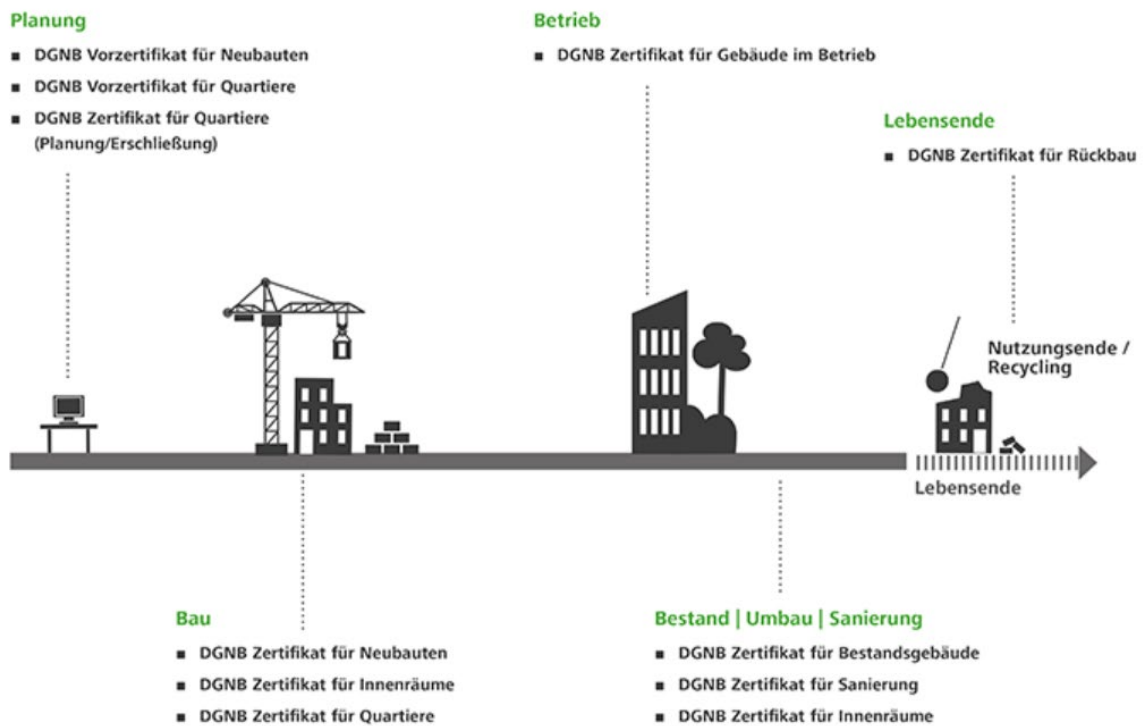 Planung
▪ DGNB Vorzertifikat für Neubauten
▪ DGNB Vorzertifikat für Quartiere
▪ DGNB Zertifikat für Quartiere
(Planung/Erschließung)
Betrieb
▪ DGNB Zertifikat für Gebäude im Betrieb
Lebensende
▪ DGNB Zertifikat für Rückbau
Nutzungsende /
Recycling
Lebensende
Bau
▪ DGNB Zertifikat für Neubauten
▪ DGNB Zertifikat für Innenräume
▪ DGNB Zertifikat für Quartiere
Bestand | Umbau | Sanierung
▪ DGNB Zertifikat für Bestandsgebäude
▪ DGNB Zertifikat für Sanierung
▪ DGNB Zertifikat für Innenräume